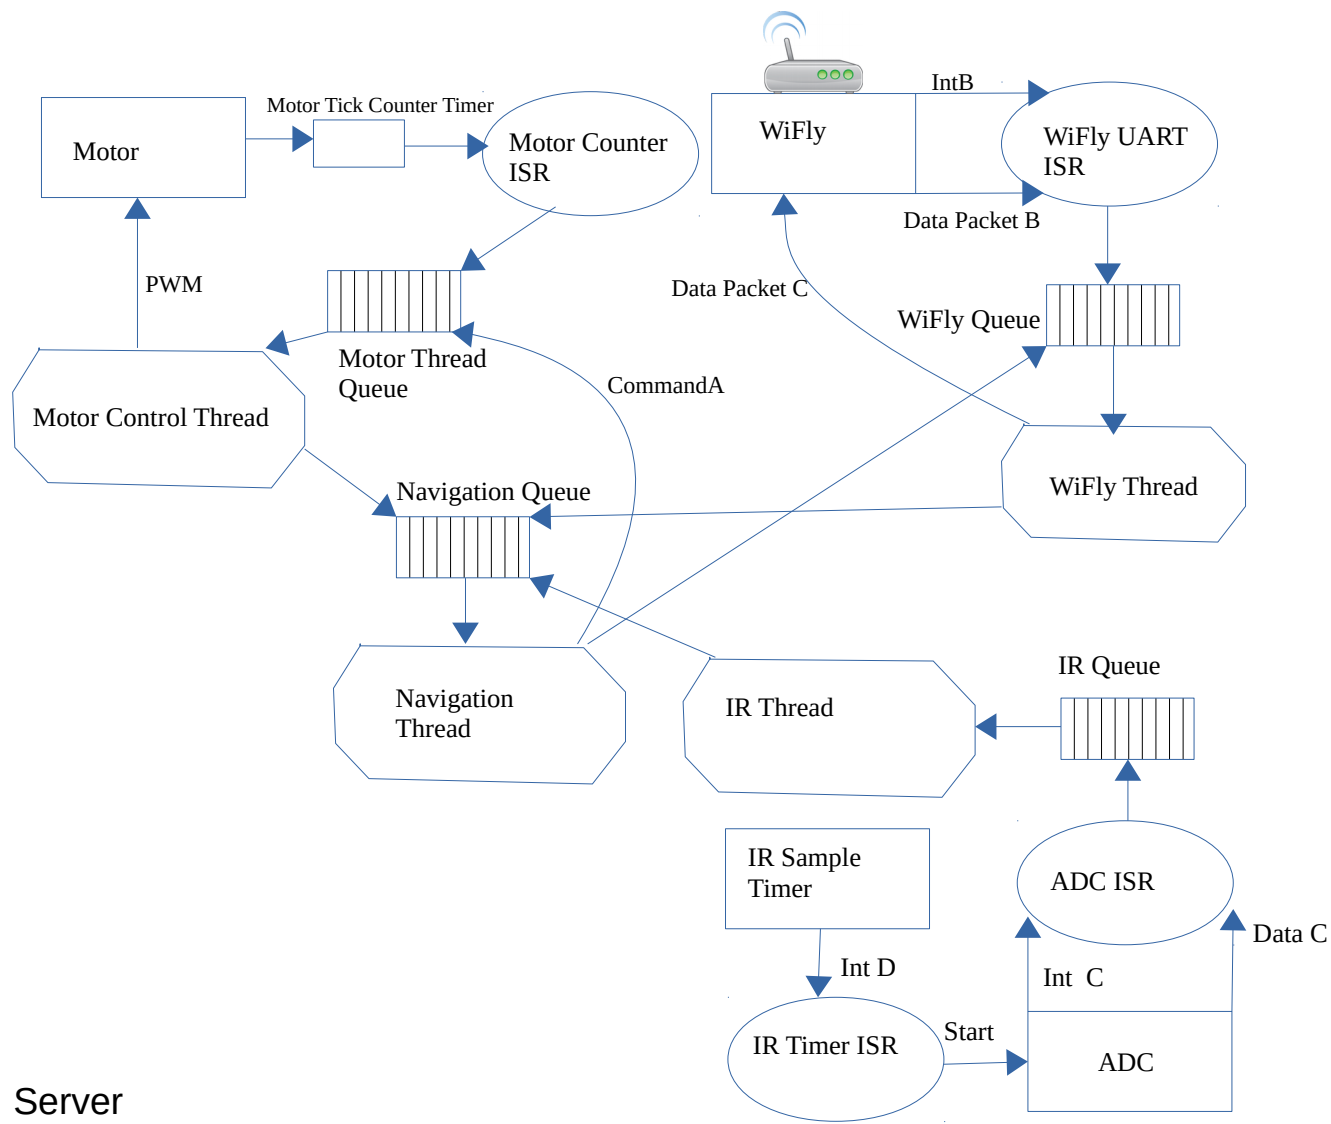 Motor Tick Counter Timer
IntB
Motor
Motor Counter
ISR
WiFly
WiFly UART
ISR
Data Packet B
PWM
Data Packet C
WiFly Queue
Motor Thread
Queue
CommandA
Motor Control Thread
Navigation Queue
WiFly Thread
IR Queue
Navigation
Thread
IR Thread
IR Sample
Timer
ADC ISR
Data C
Int D
Int  C
Start
IR Timer ISR
ADC
Server